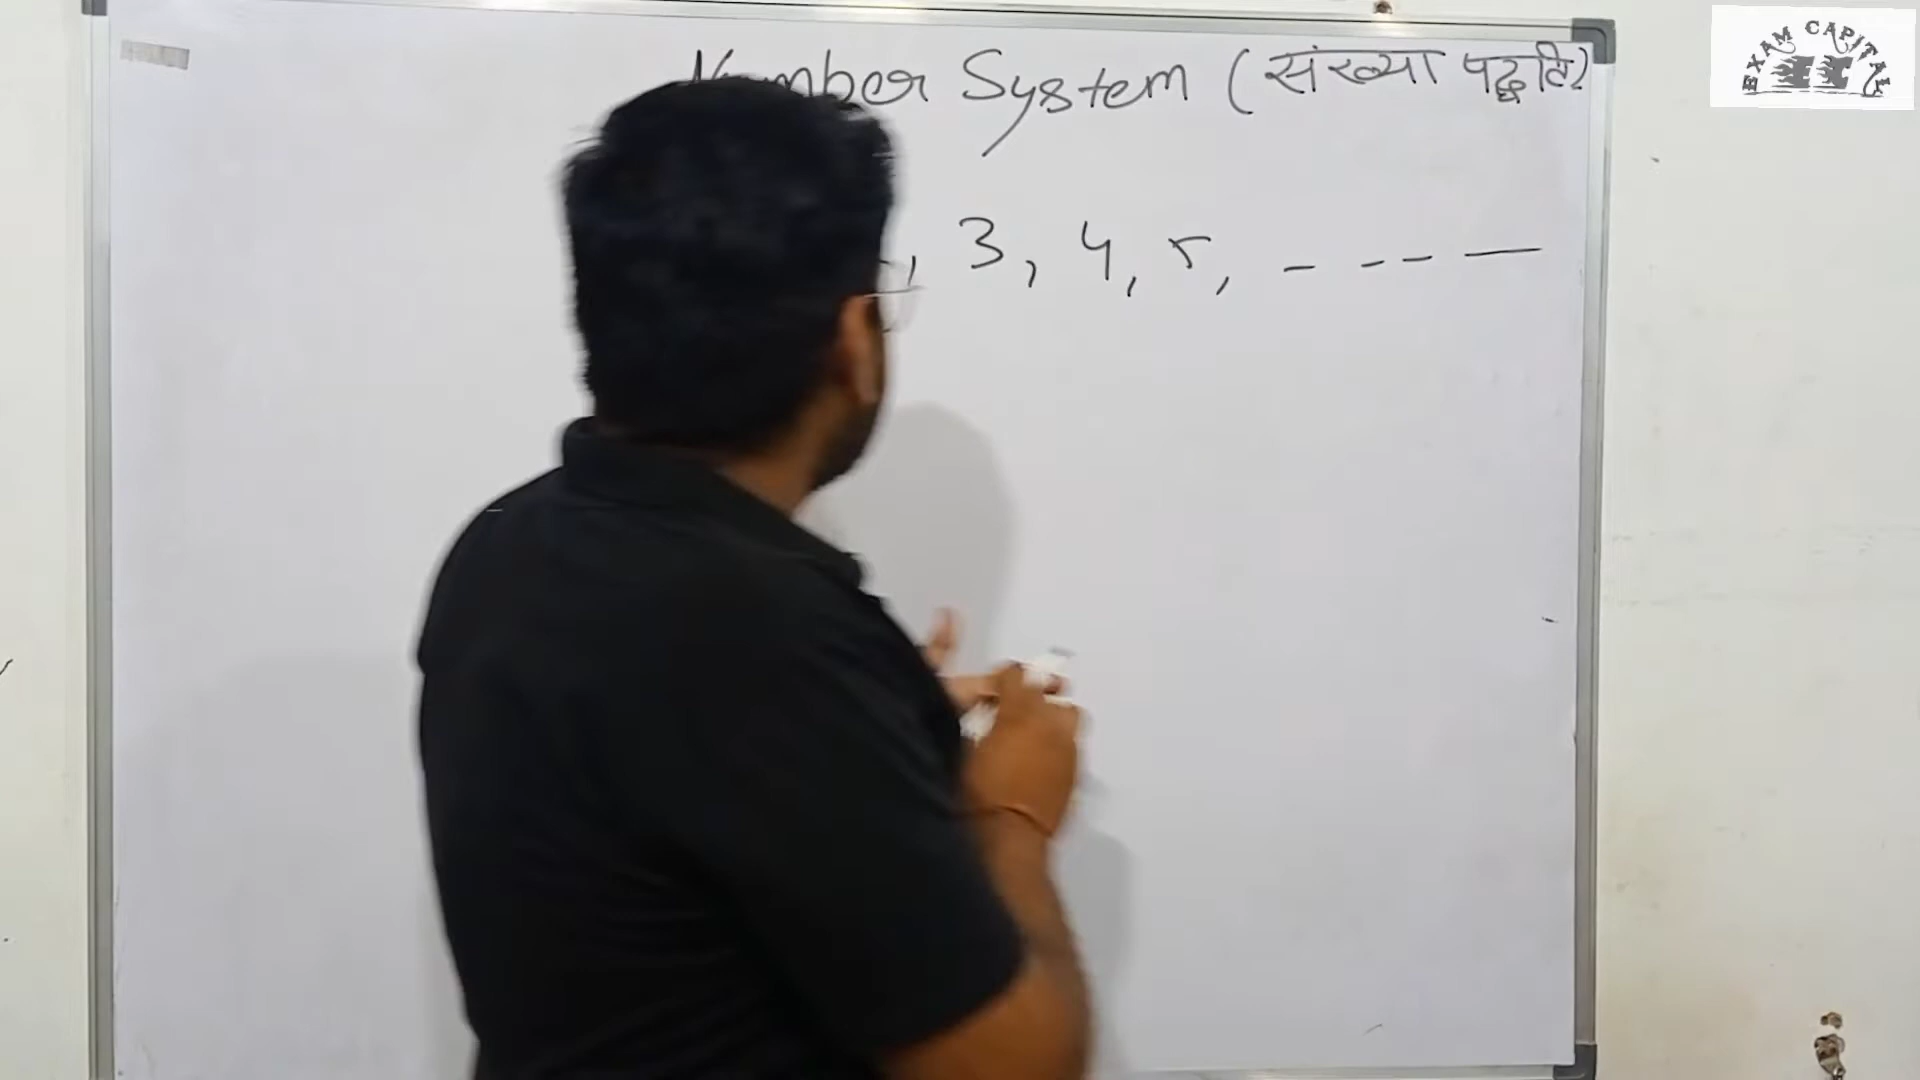 Number System (संख्या पद्धति)
, 3, 4, 5, - - - —
EXAM CAPITAL